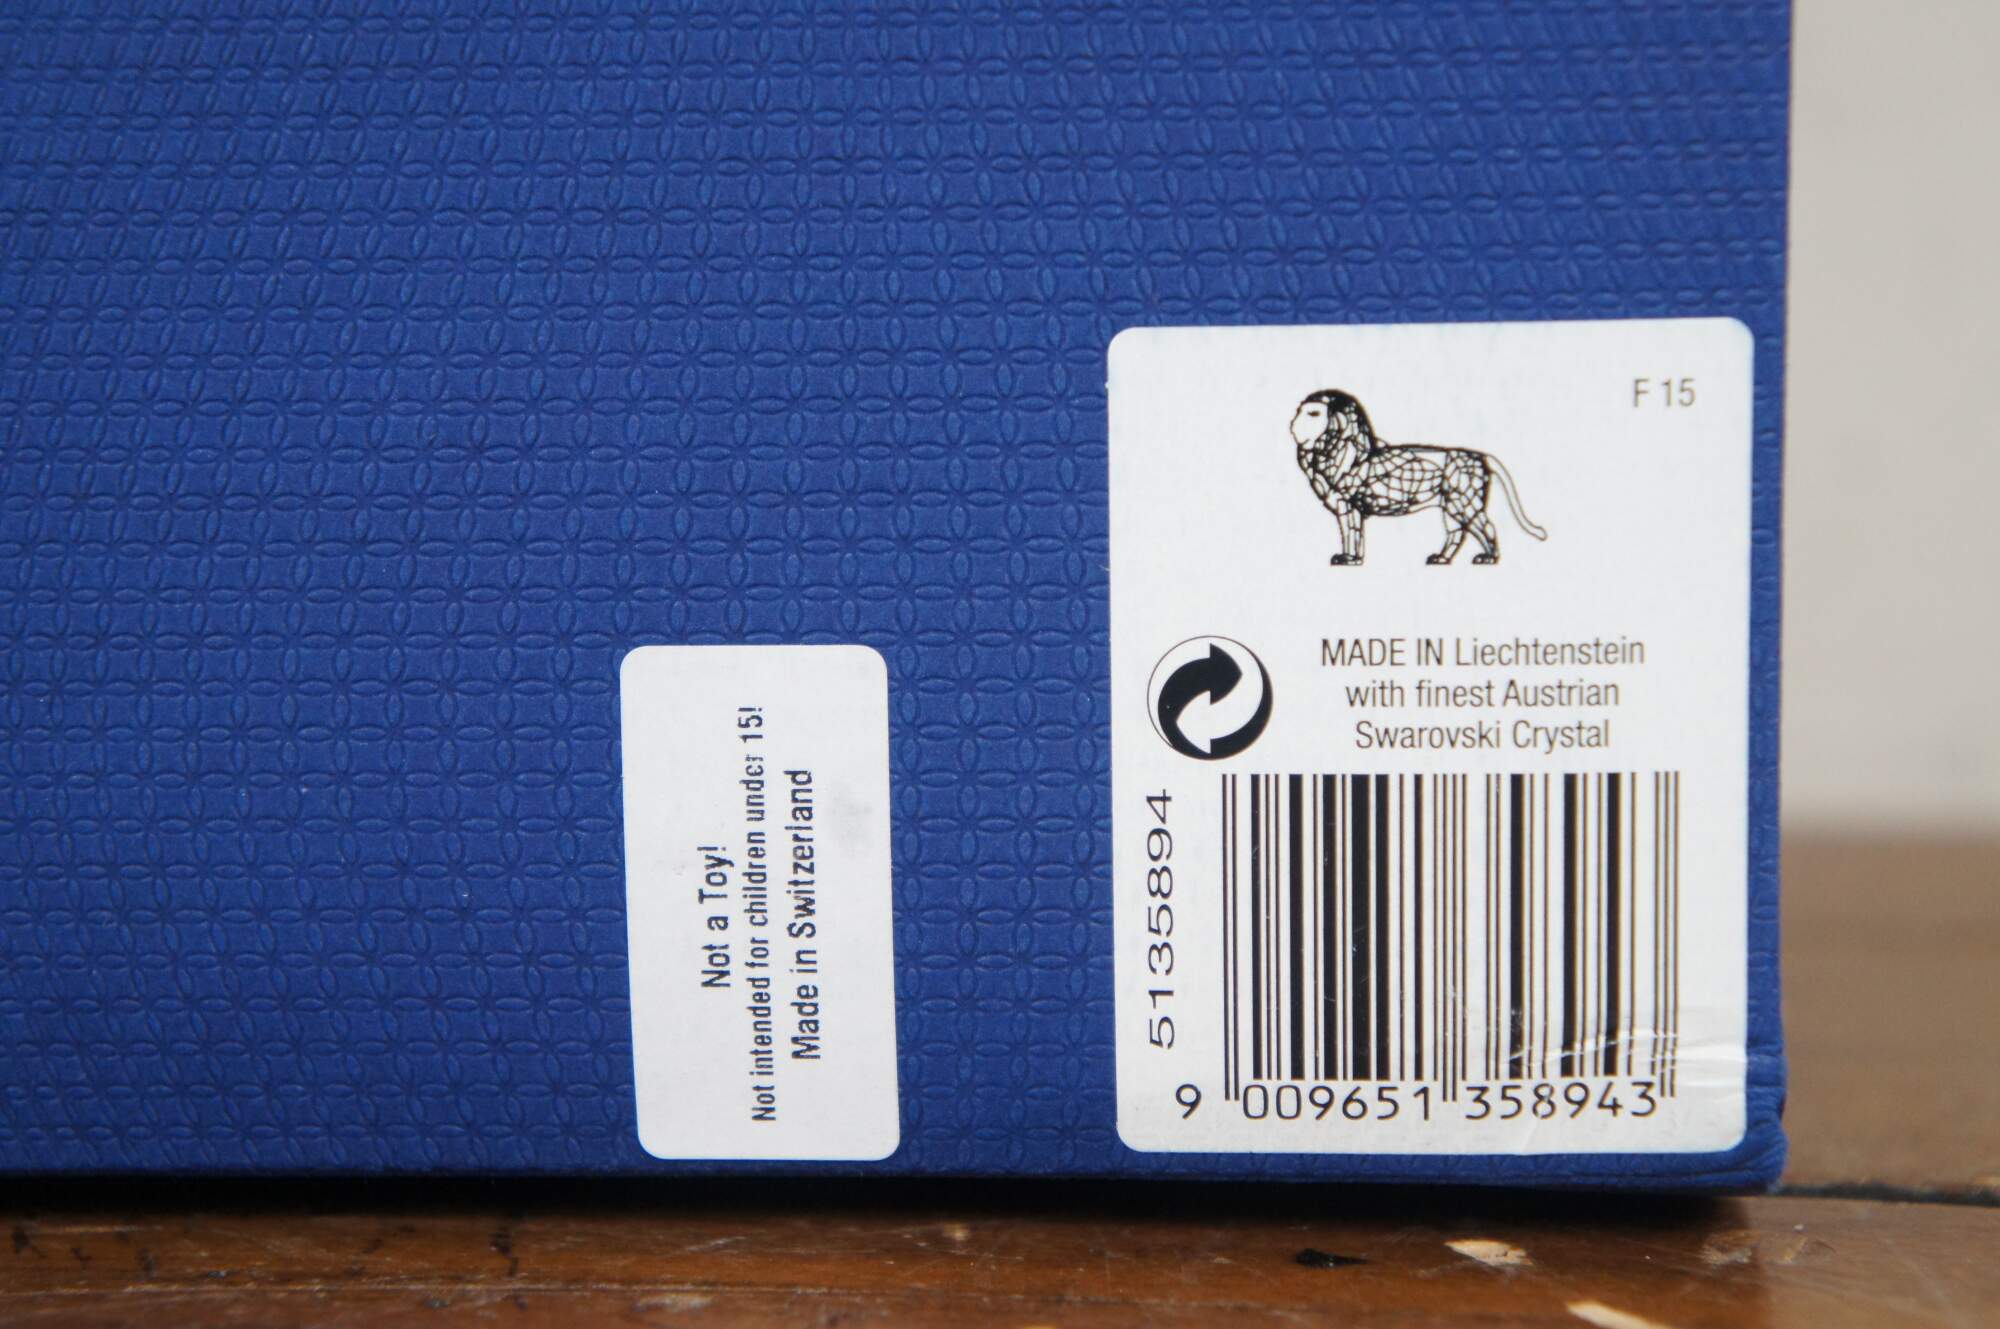 Not a Toy!
Not intended for children under 15!
Made in Switzerland
F 15
MADE IN Liechtenstein
with finest Austrian
Swarovski Crystal
5135894
9 009651 358943